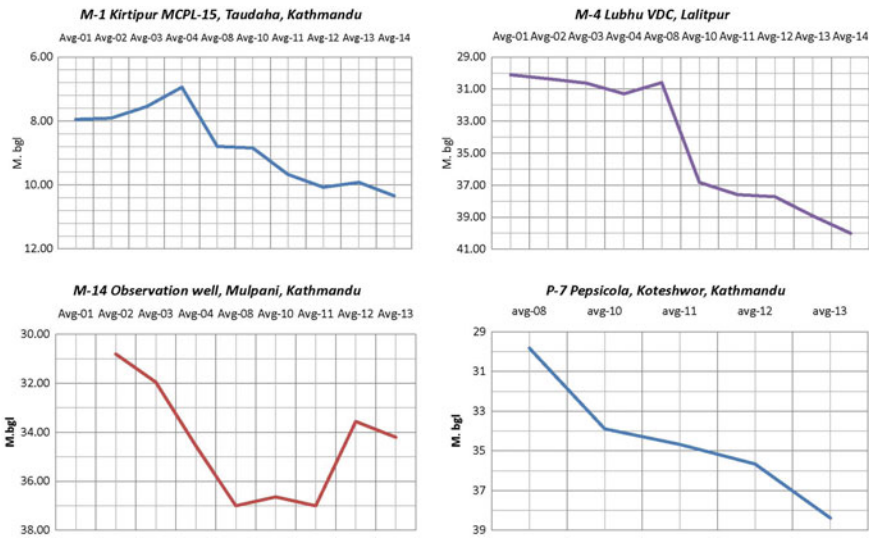 M-1 Kirtipur MCPL-15, Taudaha, Kathmandu
Avg-01 Avg-02 Avg-03 Avg-04 Avg-08 Avg-10 Avg-11 Avg-12 Avg-13 Avg-14
6.00
8.00
10.00
12.00
M. bgl
M-4 Lubhu VDC, Lalitpur
Avg-01 Avg-02 Avg-03 Avg-04 Avg-08 Avg-10 Avg-11 Avg-12 Avg-13 Avg-14
29.00
31.00
33.00
35.00
37.00
39.00
41.00
M. bgl
M-14 Observation well, Mulpani, Kathmandu
Avg-01 Avg-02 Avg-03 Avg-04 Avg-08 Avg-10 Avg-11 Avg-12 Avg-13
30.00
32.00
34.00
36.00
38.00
M.bgl
P-7 Pepsicola, Koteshwor, Kathmandu
avg-08 avg-10 avg-11 avg-12 avg-13
29
31
33
35
37
39
M. bgl